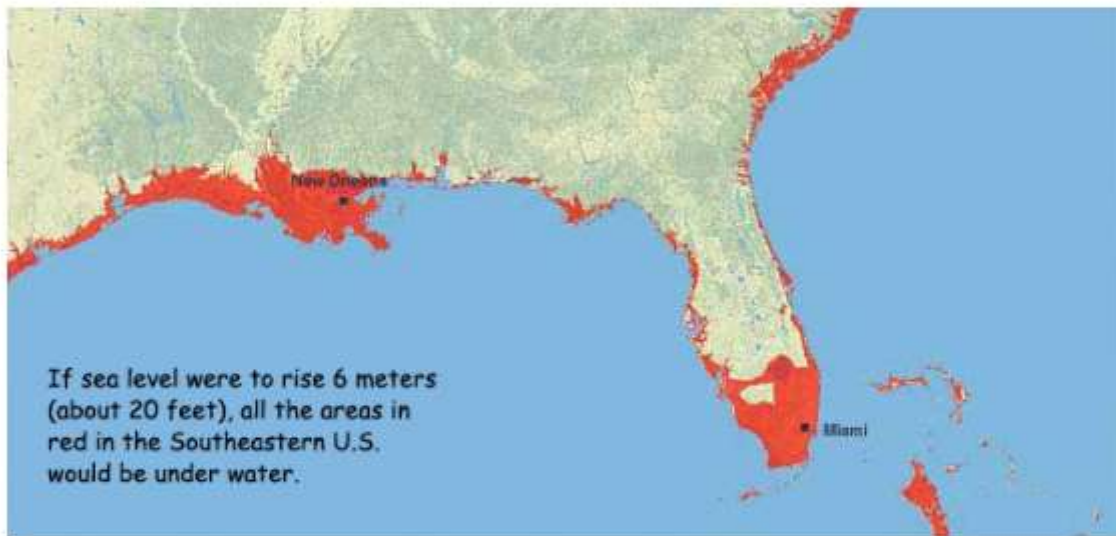 New Orleans
If sea level were to rise 6 meters
(about 20 feet), all the areas in
red in the Southeastern U.S.
would be under water.
Miami